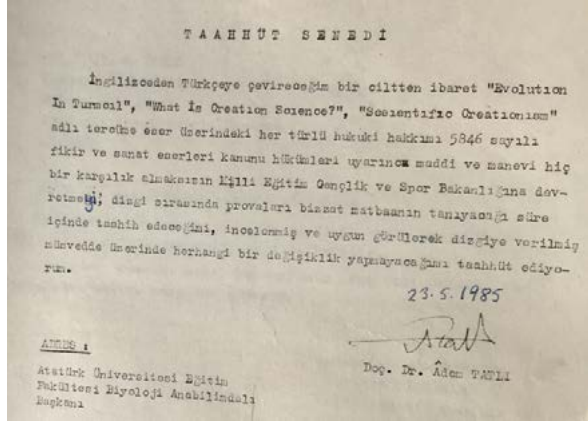 TAAHHÜT SENEDİ
İngilizceden Türkçeye çevireceğim bir ciltten ibaret "Evolution
In Turmoil", "What İs Creation Science?", "Scientific Creationism"
adlı tercüme eser üzerindeki her türlü hukuki hakkımı 5846 sayılı
fikir ve sanat eserleri kanunu hükümleri uyarınca maddi ve manevi hiç
bir karşılık almaksızın Milli Eğitim Gençlik ve Spor Bakanlığına dev-
retmeği, dizgi sırasında provaları bizzat matbaanın tanıyacağı süre
içinde tashih edeceğini, incelenmiş ve uygun görülerek dizgiye verilmiş
müsvedde üzerinde herhangi bir değişiklik yapmayacağımı taahhüt ediyo-
rum.
23.5.1985
Doç. Dr. Âdem TATLI
ADRES :
Atatürk Üniversitesi Eğitim
Fakültesi Biyoloji Anabilimdalı
Başkanı